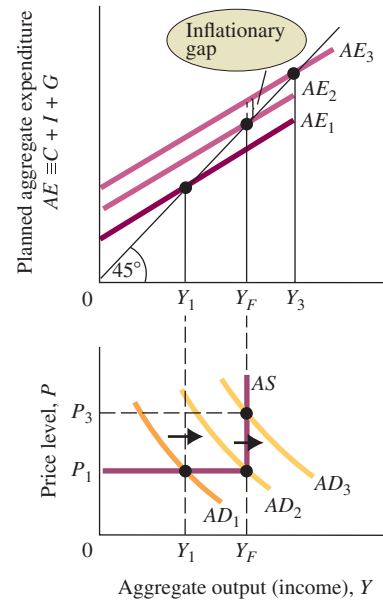 Inflationary
gap
Planned aggregate expenditure
AE ≡ C + I + G
AE₃
AE₂
AE₁
45°
0
Y₁
Y_F
Y₃
Price level, P
P₃
P₁
AS
AD₁
AD₂
AD₃
0
Y₁
Y_F
Aggregate output (income), Y